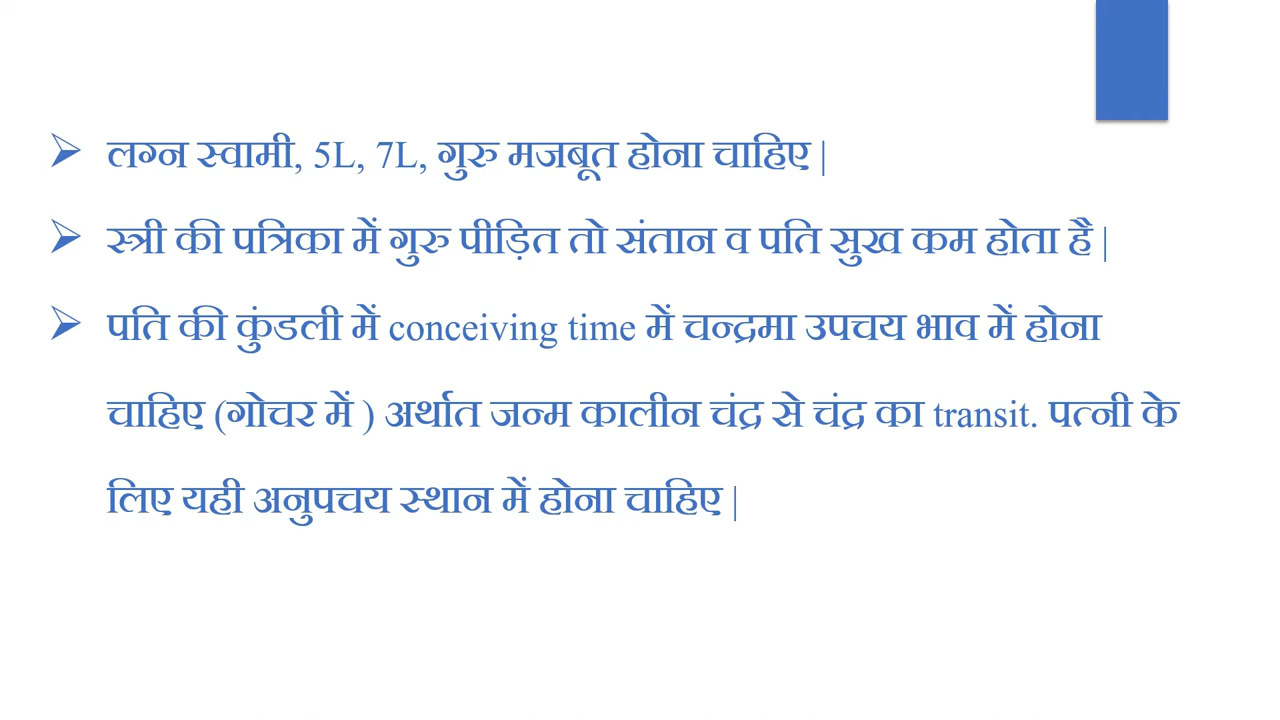 ➢ लग्न स्वामी, 5L, 7L, गुरु मजबूत होना चाहिए |
➢ स्त्री की पत्रिका में गुरु पीड़ित तो संतान व पति सुख कम होता है |
➢ पति की कुंडली में conceiving time में चन्द्रमा उपचय भाव में होना
चाहिए (गोचर में ) अर्थात जन्म कालीन चंद्र से चंद्र का transit. पत्नी के
लिए यही अनुपचय स्थान में होना चाहिए |